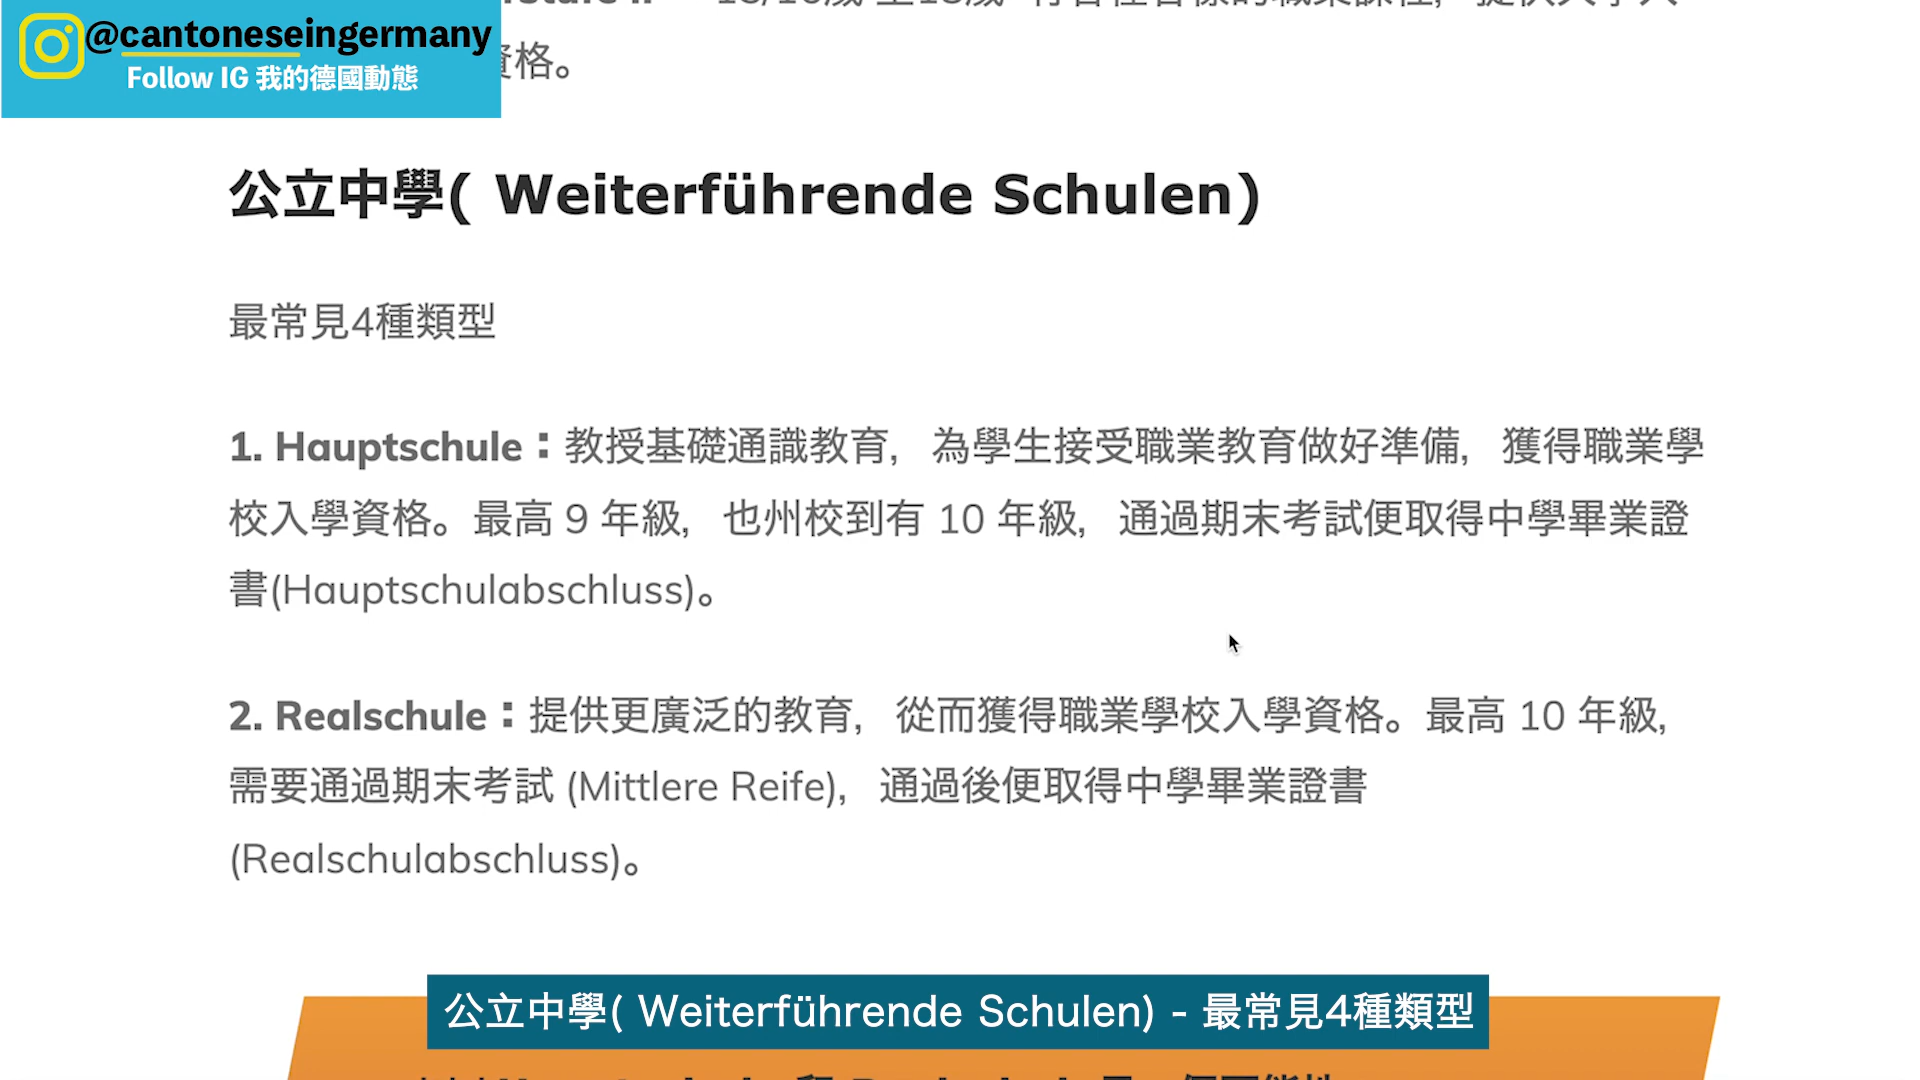 @cantoneseingermany
Follow IG 我的德國動態
資格。
公立中學( Weiterführende Schulen)
最常見4種類型
1. Hauptschule：教授基礎通識教育，為學生接受職業教育做好準備，獲得職業學
校入學資格。最高 9 年級，也州校到有 10 年級，通過期末考試便取得中學畢業證
書(Hauptschulabschluss)。
2. Realschule：提供更廣泛的教育，從而獲得職業學校入學資格。最高 10 年級，
需要通過期末考試 (Mittlere Reife)，通過後便取得中學畢業證書
(Realschulabschluss)。
公立中學( Weiterführende Schulen) - 最常見4種類型